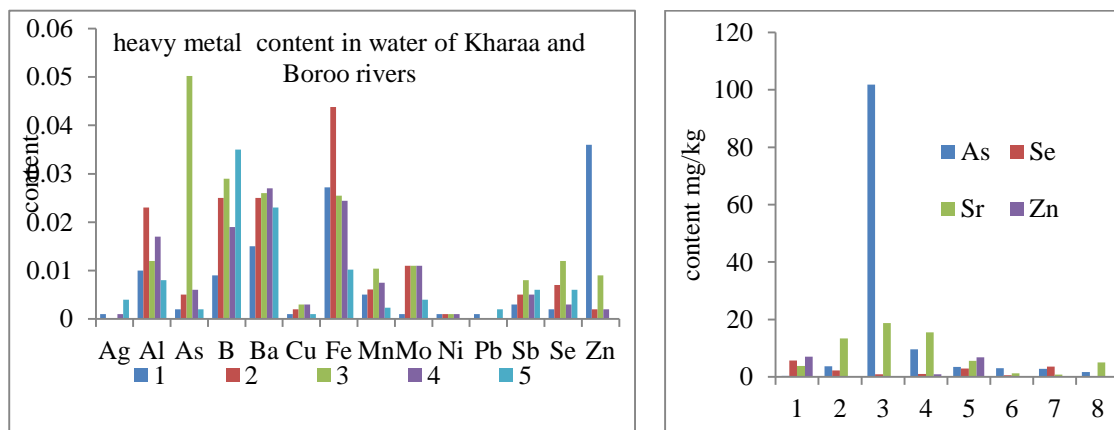 heavy metal content in water of Kharaa and
Boroo rivers
content
0.06
0.05
0.04
0.03
0.02
0.01
0
Ag Al As B Ba Cu Fe Mn Mo Ni Pb Sb Se Zn
1 2 3 4 5
content mg/kg
120
100
80
60
40
20
0
As Se
Sr Zn
1 2 3 4 5 6 7 8